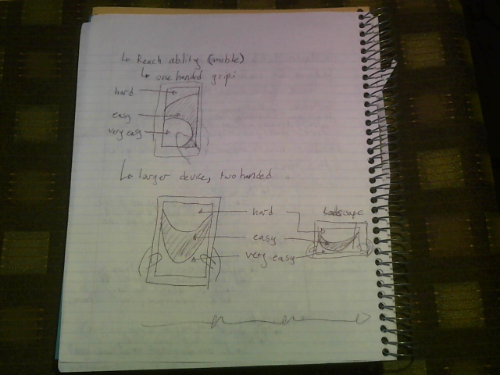 ↳ Reach ability (mobile)
↳ one handed grip:
hard
easy
very easy
↳ larger device, two handed
hard
landscape
easy
very easy